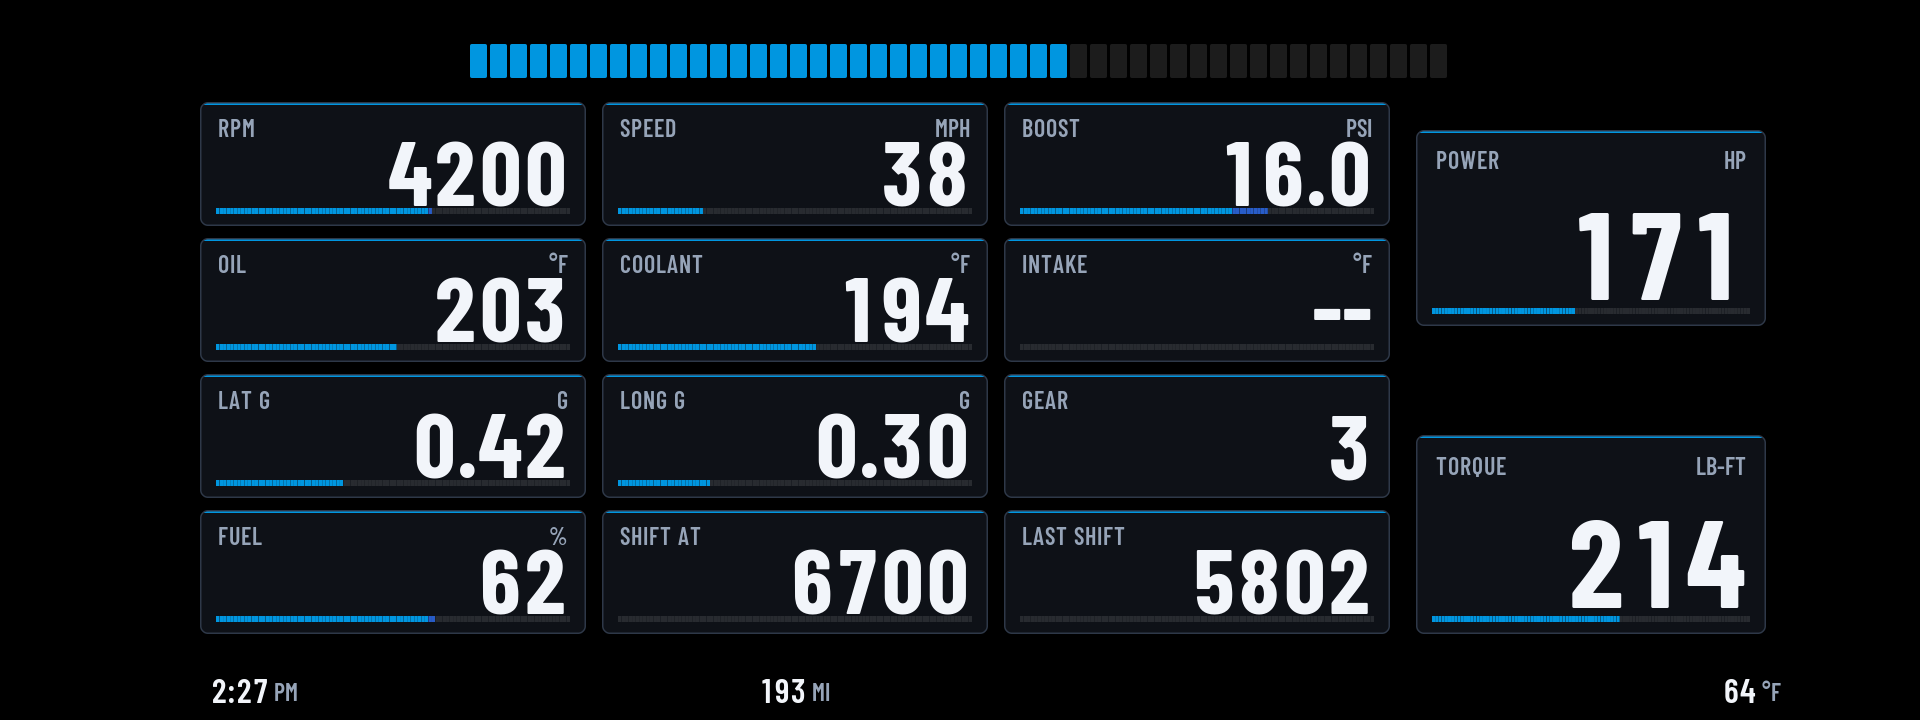 RPM
4200
SPEED MPH
38
BOOST PSI
16.0
POWER HP
171
OIL °F
203
COOLANT °F
194
INTAKE °F
--
LAT G G
0.42
LONG G G
0.30
GEAR
3
TORQUE LB-FT
214
FUEL %
62
SHIFT AT
6700
LAST SHIFT
5802
2:27 PM
193 MI
64 °F